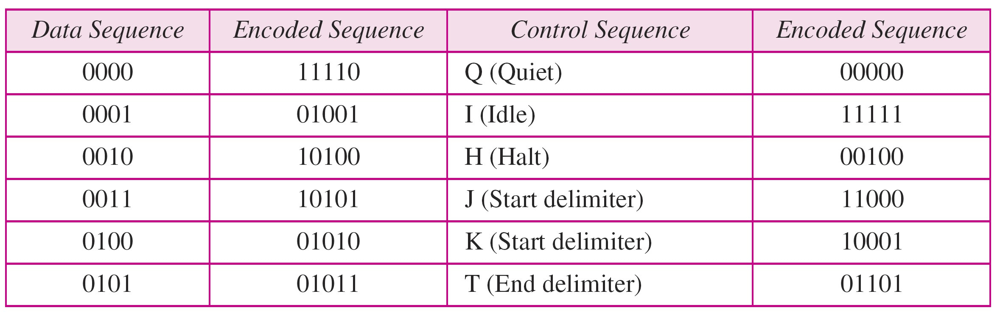 Data Sequence Encoded Sequence Control Sequence Encoded Sequence
0000 11110 Q (Quiet) 00000
0001 01001 I (Idle) 11111
0010 10100 H (Halt) 00100
0011 10101 J (Start delimiter) 11000
0100 01010 K (Start delimiter) 10001
0101 01011 T (End delimiter) 01101